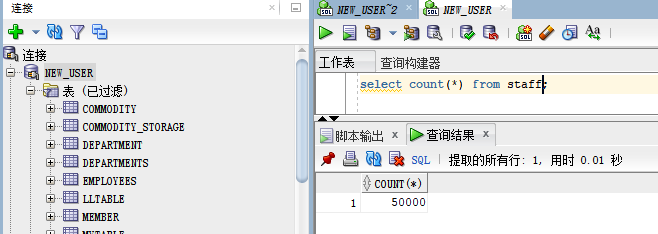 连接
连接
NEW_USER
表 (已过滤)
COMMODITY
COMMODITY_STORAGE
DEPARTMENT
DEPARTMENTS
EMPLOYEES
LLTABLE
MEMBER
NEW_USER~2
NEW_USER
Aa
工作表
查询构建器
select count(*) from staff;
脚本输出
查询结果
SQL
提取的所有行: 1, 用时 0.01 秒
COUNT(*)
1
50000